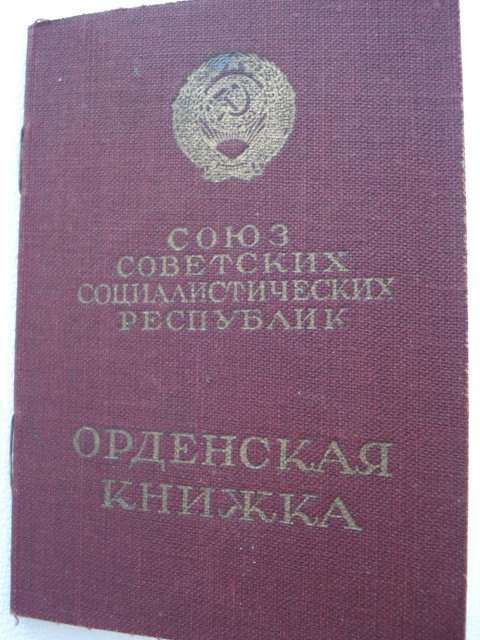 СОЮЗ
СОВЕТСКИХ
СОЦИАЛИСТИЧЕСКИХ
РЕСПУБЛИК
ОРДЕНСКАЯ
КНИЖКА